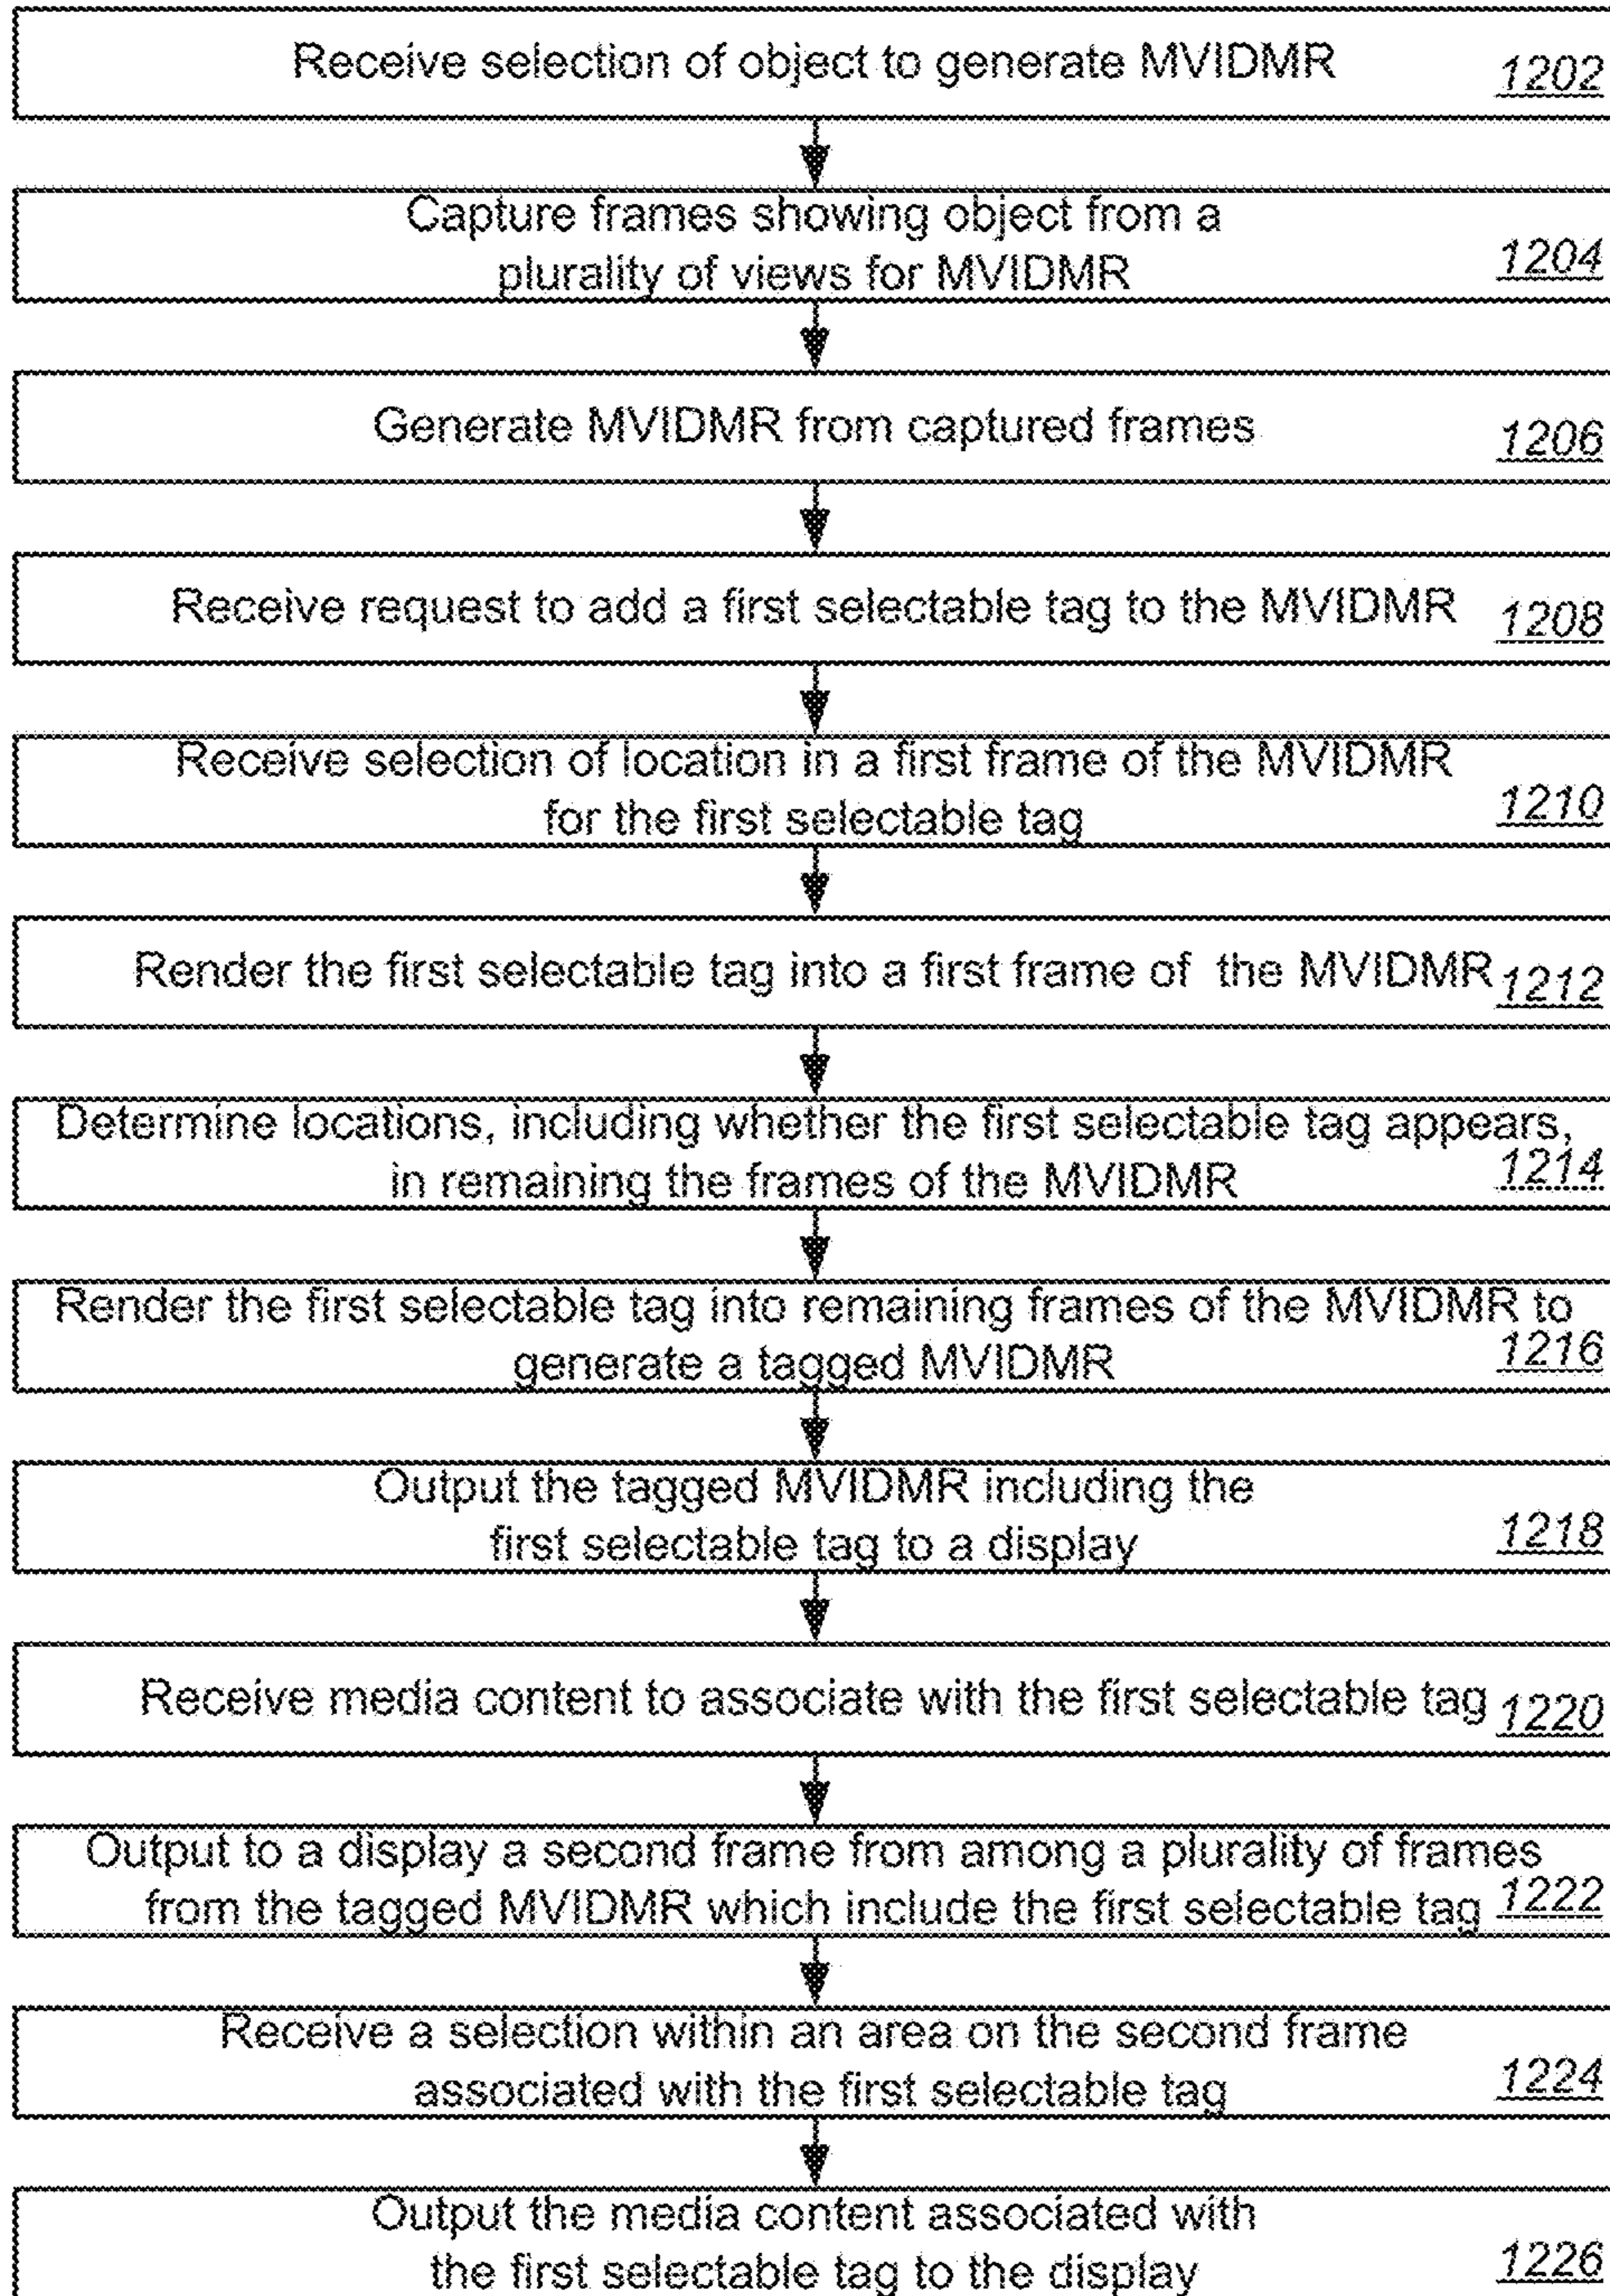 Receive selection of object to generate MVIDMR 1202
Capture frames showing object from a
plurality of views for MVIDMR 1204
Generate MVIDMR from captured frames 1206
Receive request to add a first selectable tag to the MVIDMR 1208
Receive selection of location in a first frame of the MVIDMR
for the first selectable tag 1210
Render the first selectable tag into a first frame of the MVIDMR 1212
Determine locations, including whether the first selectable tag appears,
in remaining the frames of the MVIDMR 1214
Render the first selectable tag into remaining frames of the MVIDMR to
generate a tagged MVIDMR 1216
Output the tagged MVIDMR including the
first selectable tag to a display 1218
Receive media content to associate with the first selectable tag 1220
Output to a display a second frame from among a plurality of frames
from the tagged MVIDMR which include the first selectable tag 1222
Receive a selection within an area on the second frame
associated with the first selectable tag 1224
Output the media content associated with
the first selectable tag to the display 1226